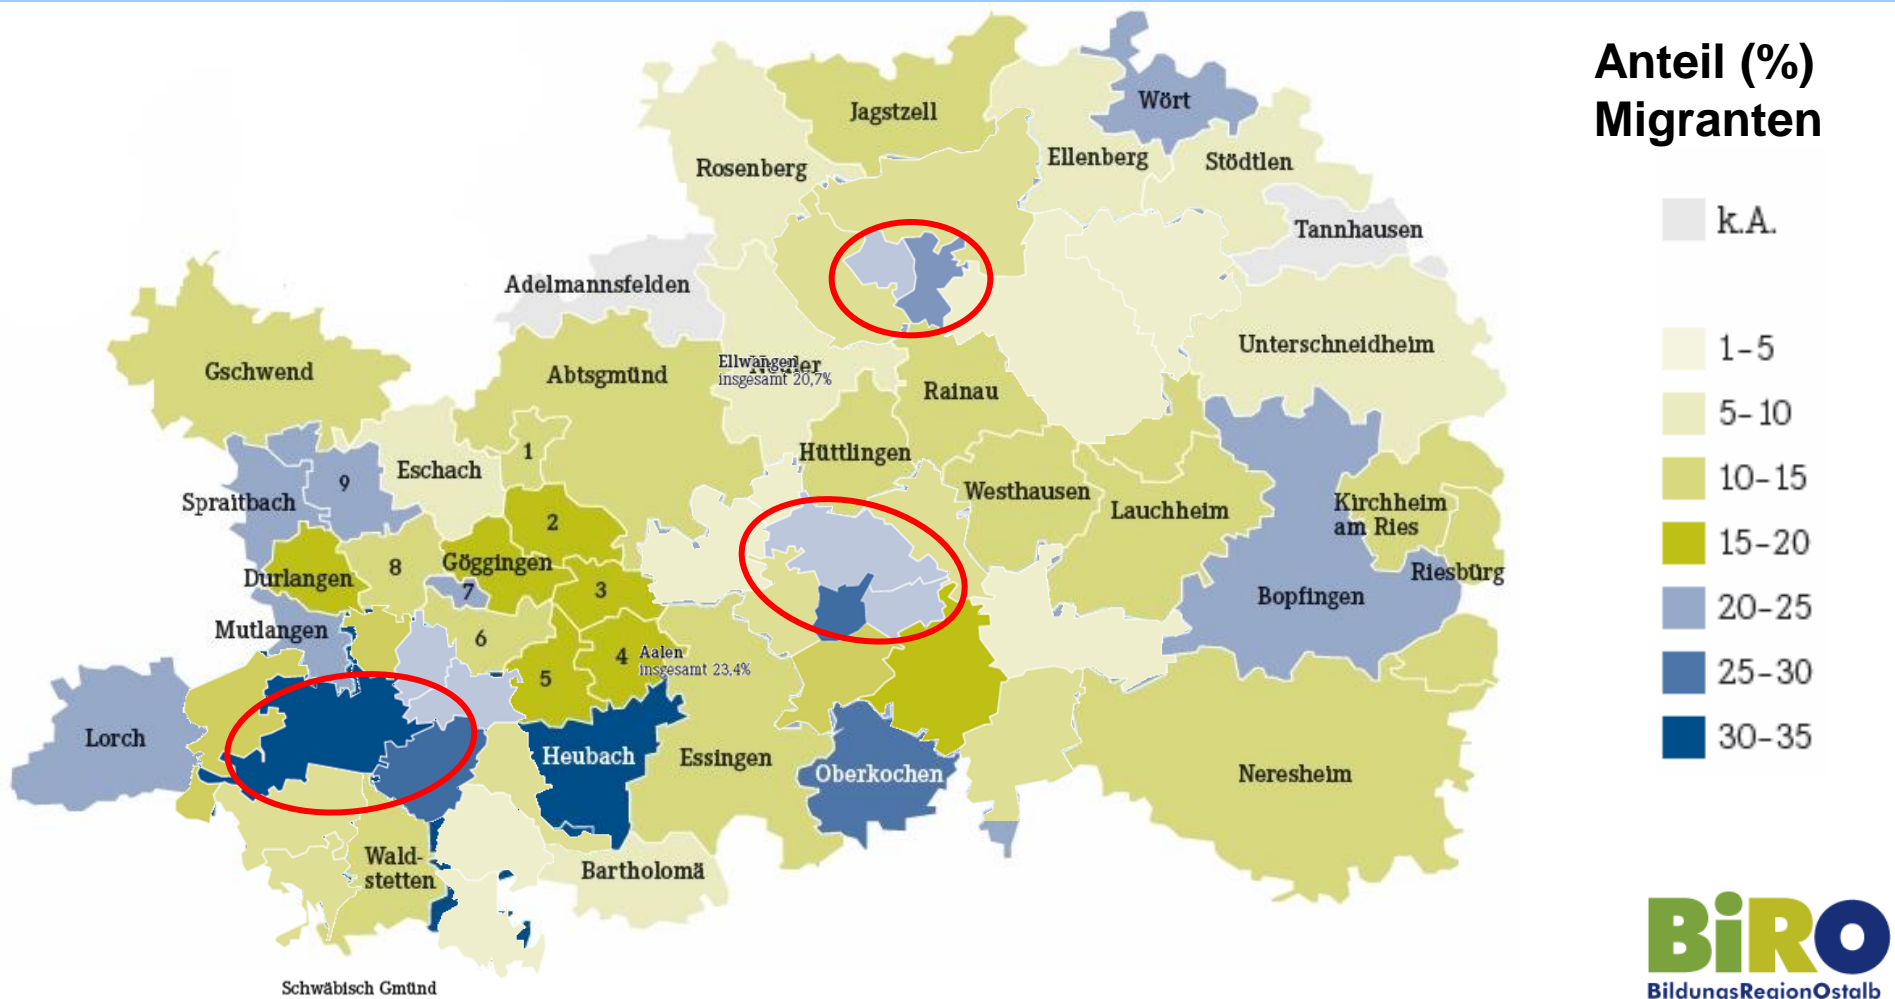 Anteil (%)
Migranten
k.A.
1-5
5-10
10-15
15-20
20-25
25-30
30-35
Wört
Jagstzell
Ellenberg
Stödtlen
Rosenberg
Tannhausen
Adelmannsfelden
Unterschneidheim
Gschwend
Abtsgmünd
Ellwangen
insgesamt 20,7%
Rainau
1
Hüttlingen
Eschach
9
Westhausen
Spraitbach
Lauchheim
Kirchheim
am Ries
2
Göggingen
8
Durlangen
7
3
Riesbürg
Bopfingen
Mutlangen
6
4
Aalen
insgesamt 23,4%
5
Lorch
Heubach
Essingen
Oberkochen
Neresheim
Wald-
stetten
Bartholomä
Schwäbisch Gmünd
BiRO
BildungsRegionOstalb